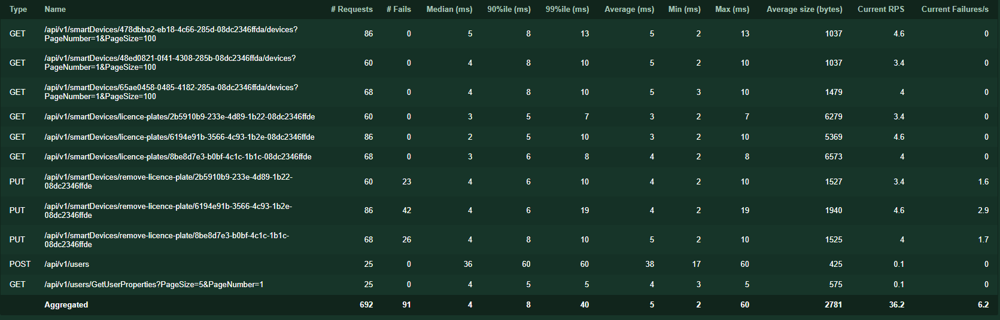 Type Name # Requests # Fails Median (ms) 90%ile (ms) 99%ile (ms) Average (ms) Min (ms) Max (ms) Average size (bytes) Current RPS Current Failures/s
GET /api/v1/smartDevices/478dbba2-eb18-4c66-285d-08dc2346ffda/devices?
PageNumber=1&PageSize=100 86 0 5 8 13 5 2 13 1037 4.6 0
GET /api/v1/smartDevices/48ed0821-0f41-4308-285b-08dc2346ffda/devices?
PageNumber=1&PageSize=100 60 0 4 8 10 5 2 10 1037 3.4 0
GET /api/v1/smartDevices/65ae0458-0485-4182-285a-08dc2346ffda/devices?
PageNumber=1&PageSize=100 68 0 4 8 10 5 3 10 1479 4 0
GET /api/v1/smartDevices/licence-plates/2b5910b9-233e-4d89-1b22-08dc2346ffde 60 0 3 5 7 3 2 7 6279 3.4 0
GET /api/v1/smartDevices/licence-plates/6194e91b-3566-4c93-1b2e-08dc2346ffde 86 0 2 5 10 3 2 10 5369 4.6 0
GET /api/v1/smartDevices/licence-plates/8be8d7e3-b0bf-4c1c-1b1c-08dc2346ffde 68 0 3 6 8 4 2 8 6573 4 0
PUT /api/v1/smartDevices/remove-licence-plate/2b5910b9-233e-4d89-1b22-
08dc2346ffde 60 23 4 6 10 4 2 10 1527 3.4 1.6
PUT /api/v1/smartDevices/remove-licence-plate/6194e91b-3566-4c93-1b2e-
08dc2346ffde 86 42 4 6 19 4 2 19 1940 4.6 2.9
PUT /api/v1/smartDevices/remove-licence-plate/8be8d7e3-b0bf-4c1c-1b1c-
08dc2346ffde 68 26 4 8 10 5 2 10 1525 4 1.7
POST /api/v1/users 25 0 36 60 60 38 17 60 425 0.1 0
GET /api/v1/users/GetUserProperties?PageSize=5&PageNumber=1 25 0 4 5 5 4 3 5 575 0.1 0
Aggregated 692 91 4 8 40 5 2 60 2781 36.2 6.2